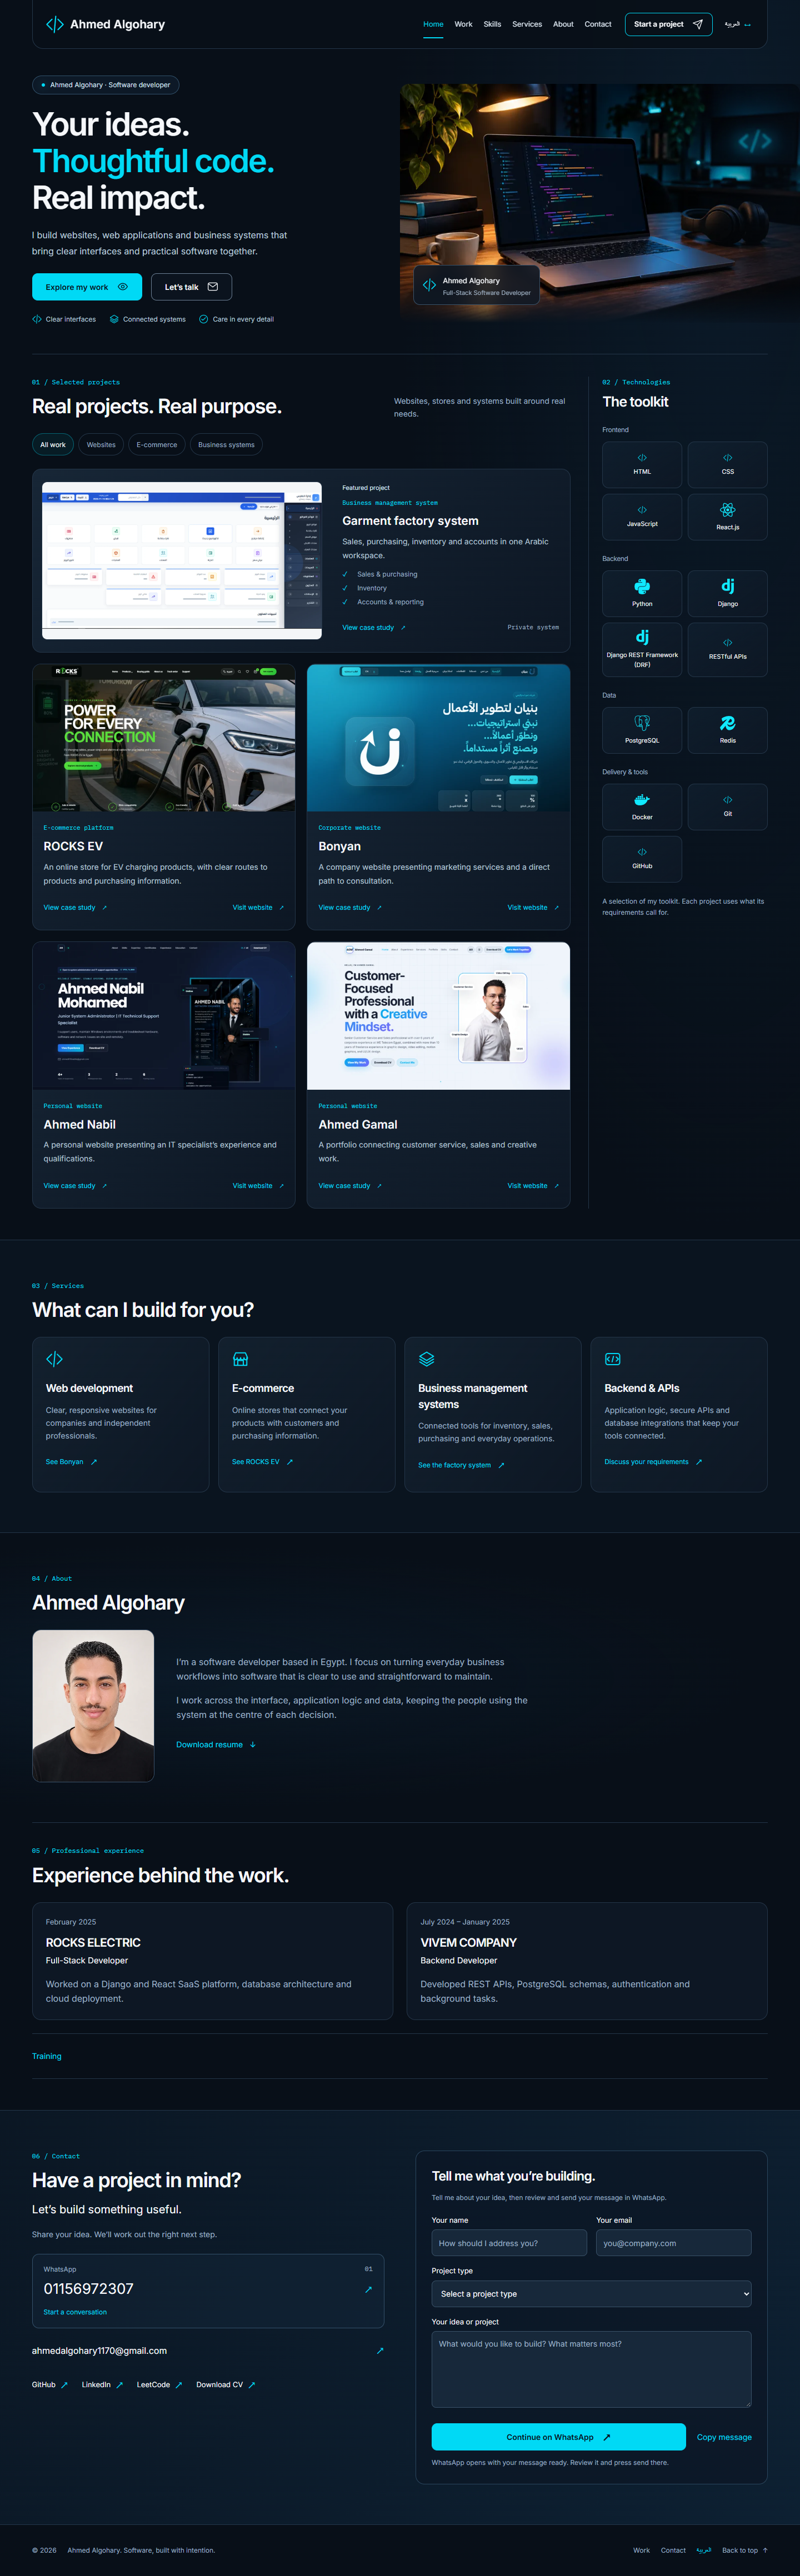 Ahmed Algohary
Home Work Skills Services About Contact Start a project العربية
Ahmed Algohary · Software developer
Your ideas.
Thoughtful code.
Real impact.
I build websites, web applications and business systems that
bring clear interfaces and practical software together.
Explore my work Let's talk
Clear interfaces Connected systems Care in every detail
Ahmed Algohary
Full-Stack Software Developer
01 / Selected projects
Real projects. Real purpose.
Websites, stores and systems built around real
needs.
All work Websites E-commerce Business systems
الرئيسية
Featured project
Business management system
Garment factory system
Sales, purchasing, inventory and accounts in one Arabic
workspace.
✓ Sales & purchasing
✓ Inventory
✓ Accounts & reporting
View case study ↗ Private system
ROCKS
POWER
FOR EVERY
CONNECTION
E-commerce platform
ROCKS EV
An online store for EV charging products, with clear routes to
products and purchasing information.
View case study ↗ Visit website ↗
بنيان لتطوير الأعمال
نبني استراتيجيات...
ونطوّر أعمالاً...
ونصنع أثراً مستداماً.
Corporate website
Bonyan
A company website presenting marketing services and a direct
path to consultation.
View case study ↗ Visit website ↗
Ahmed Nabil
Mohamed
Junior System Administrator | IT Technical Support
Specialist
AHMED NABIL
Personal website
Ahmed Nabil
A personal website presenting an IT specialist's experience and
qualifications.
View case study ↗ Visit website ↗
Customer-
Focused
Professional
with a Creative
Mindset.
Personal website
Ahmed Gamal
A portfolio connecting customer service, sales and creative
work.
View case study ↗ Visit website ↗
02 / Technologies
The toolkit
Frontend
HTML CSS
JavaScript React.js
Backend
Python Django
Django REST Framework
(DRF)
RESTful APIs
Data
PostgreSQL Redis
Delivery & tools
Docker Git
GitHub
A selection of my toolkit. Each project uses what its
requirements call for.
03 / Services
What can I build for you?
Web development
Clear, responsive websites for
companies and independent
professionals.
See Bonyan ↗
E-commerce
Online stores that connect your
products with customers and
purchasing information.
See ROCKS EV ↗
Business management
systems
Connected tools for inventory, sales,
purchasing and everyday operations.
See the factory system ↗
Backend & APIs
Application logic, secure APIs and
database integrations that keep your
tools connected.
Discuss your requirements ↗
04 / About
Ahmed Algohary
I'm a software developer based in Egypt. I focus on turning everyday business
workflows into software that is clear to use and straightforward to maintain.
I work across the interface, application logic and data, keeping the people using the
system at the centre of each decision.
Download resume ↓
05 / Professional experience
Experience behind the work.
February 2025
ROCKS ELECTRIC
Full-Stack Developer
Worked on a Django and React SaaS platform, database architecture and
cloud deployment.
July 2024 – January 2025
VIVEM COMPANY
Backend Developer
Developed REST APIs, PostgreSQL schemas, authentication and
background tasks.
Training
06 / Contact
Have a project in mind?
Let's build something useful.
Share your idea. We'll work out the right next step.
WhatsApp 01
01156972307 ↗
Start a conversation
ahmedalgohary1170@gmail.com ↗
GitHub ↗ LinkedIn ↗ LeetCode ↗ Download CV ↗
Tell me what you're building.
Tell me about your idea, then review and send your message in WhatsApp.
Your name Your email
How should I address you? you@company.com
Project type
Select a project type
Your idea or project
What would you like to build? What matters most?
Continue on WhatsApp ↗ Copy message
WhatsApp opens with your message ready. Review it and press send there.
© 2026 Ahmed Algohary. Software, built with intention.
Work Contact العربية Back to top ↑